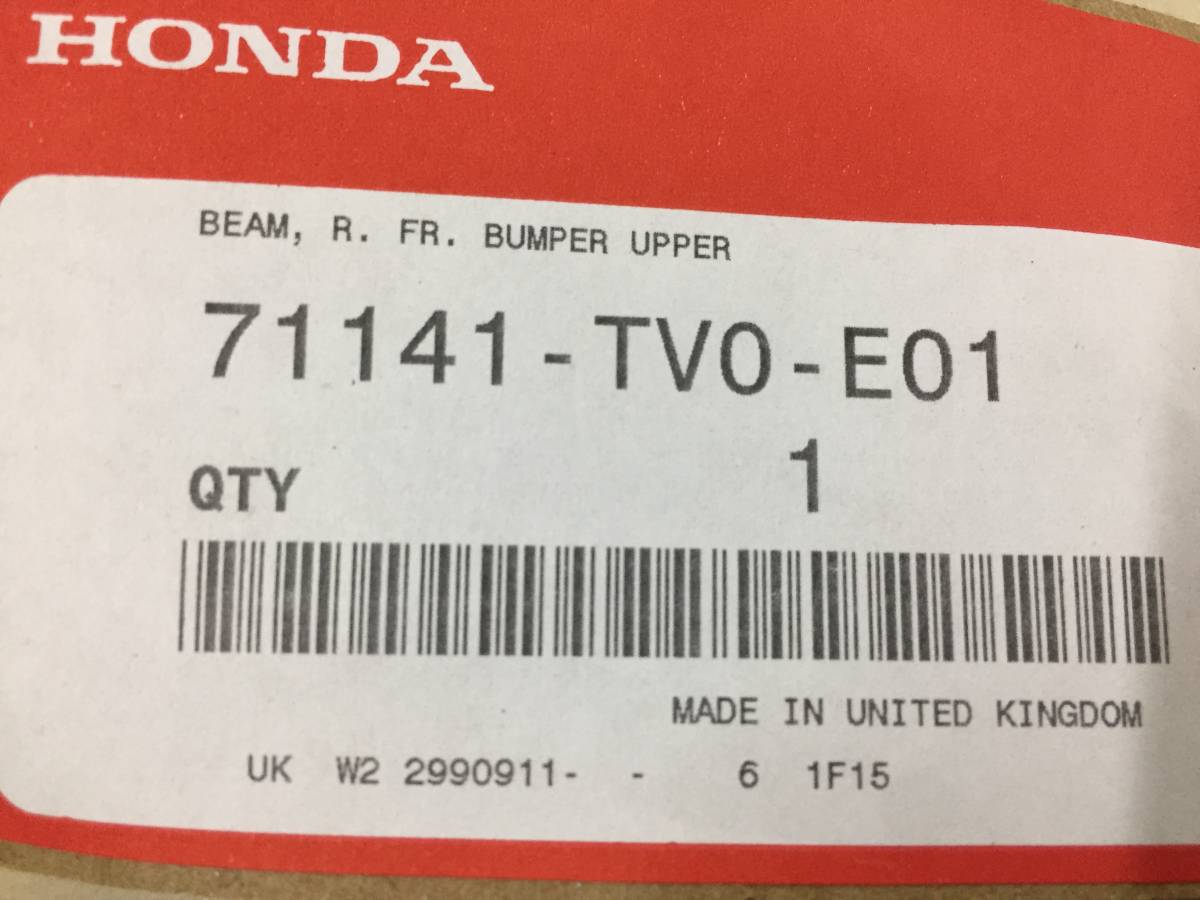 HONDA
BEAM, R. FR. BUMPER UPPER
71141-TV0-E01
QTY 1
MADE IN UNITED KINGDOM
UK W2 2990911- - 6 1F15